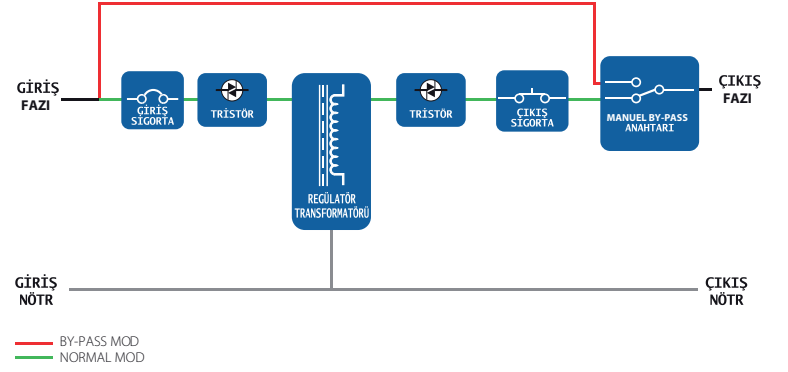 GİRİŞ
FAZI
GİRİŞ
SİGORTA
TRİSTÖR
REGÜLATÖR
TRANSFORMATÖRÜ
TRİSTÖR
ÇIKIŞ
SİGORTA
MANUEL BY-PASS
ANAHTARI
ÇIKIŞ
FAZI
GİRİŞ
NÖTR
ÇIKIŞ
NÖTR
BY-PASS MOD
NORMAL MOD